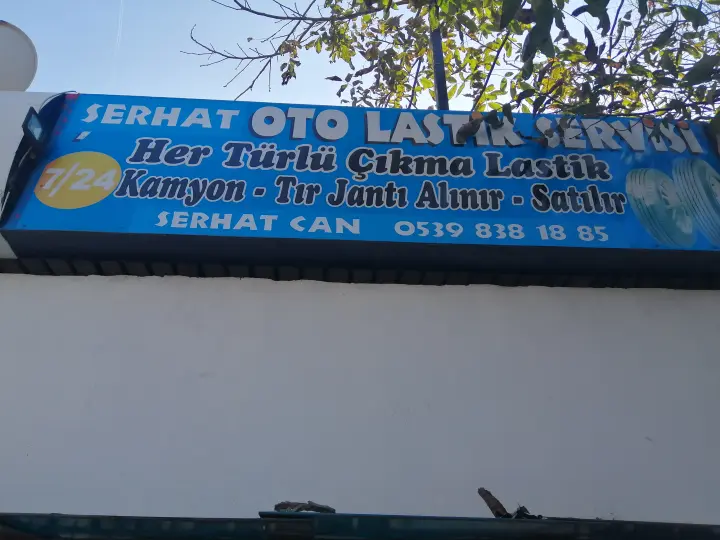 SERHAT OTO LASTİK SERVİSİ
Her Türlü Çıkma Lastik
7/24
Kamyon - Tır Jantı Alınır - Satılır
SERHAT CAN 0539 838 18 85